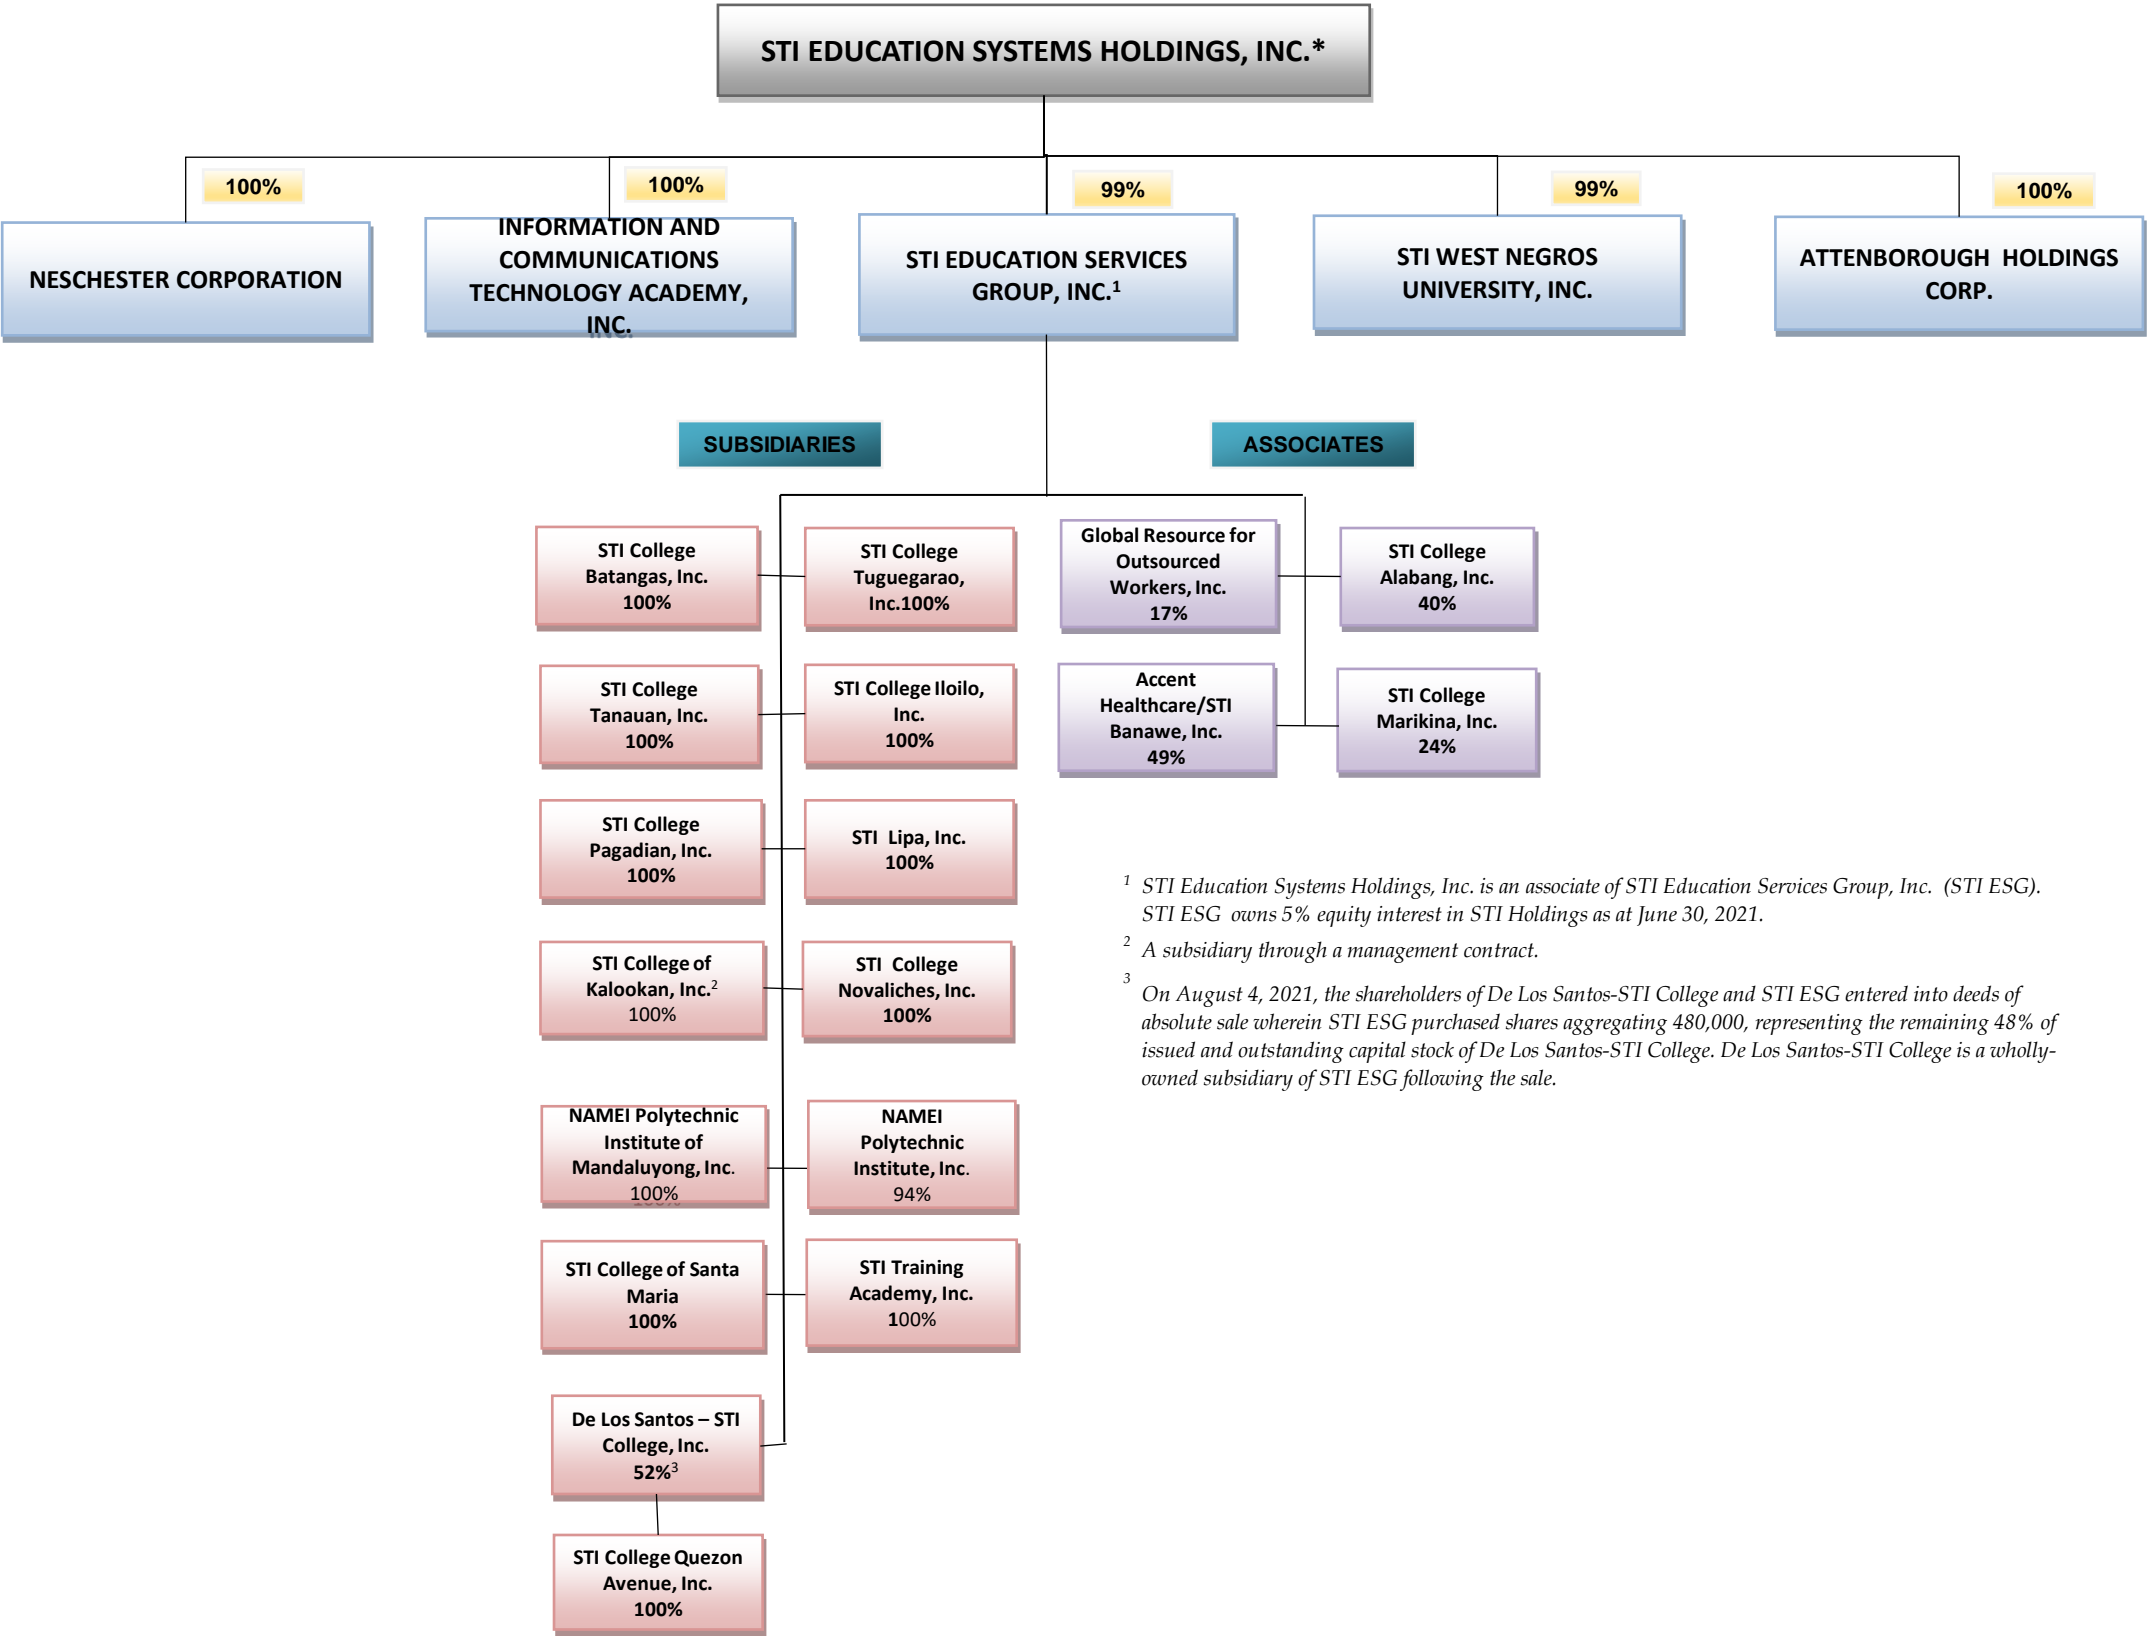 STI EDUCATION SYSTEMS HOLDINGS, INC.*
100%
100%
99%
99%
100%
NESCHESTER CORPORATION
INFORMATION AND
COMMUNICATIONS
TECHNOLOGY ACADEMY,
INC.
STI EDUCATION SERVICES
GROUP, INC.¹
STI WEST NEGROS
UNIVERSITY, INC.
ATTENBOROUGH HOLDINGS
CORP.
SUBSIDIARIES
ASSOCIATES
STI College
Batangas, Inc.
100%
STI College
Tuguegarao,
Inc.100%
Global Resource for
Outsourced
Workers, Inc.
17%
STI College
Alabang, Inc.
40%
STI College
Tanauan, Inc.
100%
STI College Iloilo,
Inc.
100%
Accent
Healthcare/STI
Banawe, Inc.
49%
STI College
Marikina, Inc.
24%
STI College
Pagadian, Inc.
100%
STI Lipa, Inc.
100%
STI College of
Kalookan, Inc.²
100%
STI College
Novaliches, Inc.
100%
NAMEI Polytechnic
Institute of
Mandaluyong, Inc.
100%
NAMEI
Polytechnic
Institute, Inc.
94%
STI College of Santa
Maria
100%
STI Training
Academy, Inc.
100%
De Los Santos – STI
College, Inc.
52%³
STI College Quezon
Avenue, Inc.
100%
¹ STI Education Systems Holdings, Inc. is an associate of STI Education Services Group, Inc. (STI ESG).
STI ESG owns 5% equity interest in STI Holdings as at June 30, 2021.
² A subsidiary through a management contract.
³ On August 4, 2021, the shareholders of De Los Santos-STI College and STI ESG entered into deeds of
absolute sale wherein STI ESG purchased shares aggregating 480,000, representing the remaining 48% of
issued and outstanding capital stock of De Los Santos-STI College. De Los Santos-STI College is a wholly-
owned subsidiary of STI ESG following the sale.